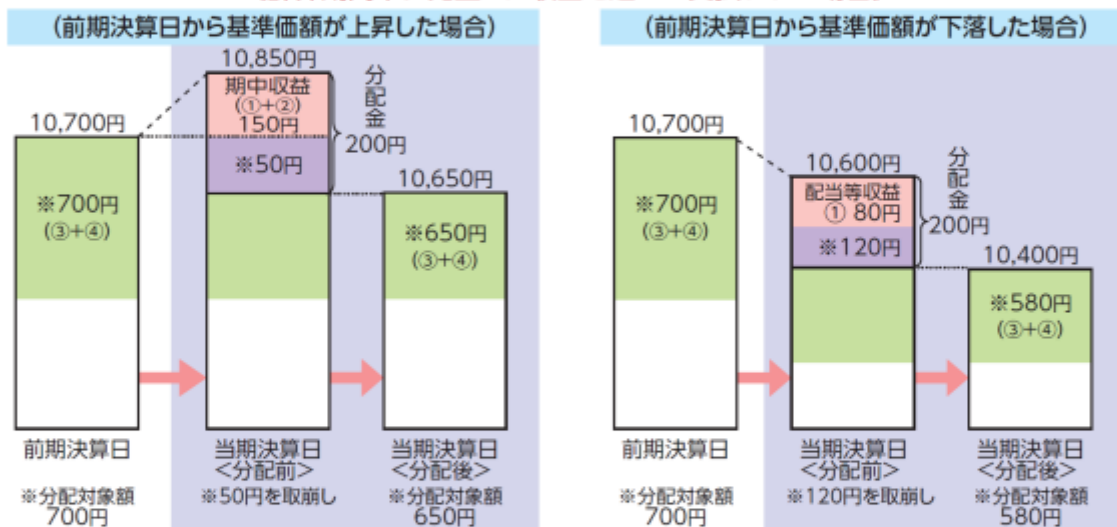 (前期決算日から基準価額が上昇した場合)
10,850円
期中収益
(①+②)
150円
分配金
200円
10,700円
※50円
10,650円
※700円
(③+④)
※650円
(③+④)
前期決算日
当期決算日
<分配前>
当期決算日
<分配後>
※分配対象額
700円
※50円を取崩し
※分配対象額
650円
(前期決算日から基準価額が下落した場合)
10,700円
10,600円
配当等収益
① 80円
分配金
200円
※120円
10,400円
※700円
(③+④)
※580円
(③+④)
前期決算日
当期決算日
<分配前>
当期決算日
<分配後>
※分配対象額
700円
※120円を取崩し
※分配対象額
580円